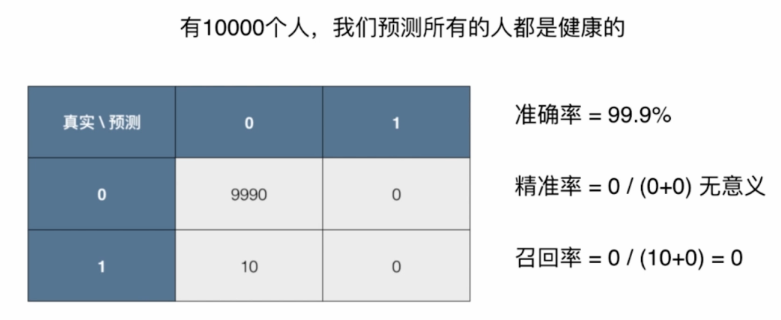 有10000个人，我们预测所有的人都是健康的
真实 \ 预测 0 1
0 9990 0
1 10 0
准确率 = 99.9%
精准率 = 0 / (0+0) 无意义
召回率 = 0 / (10+0) = 0